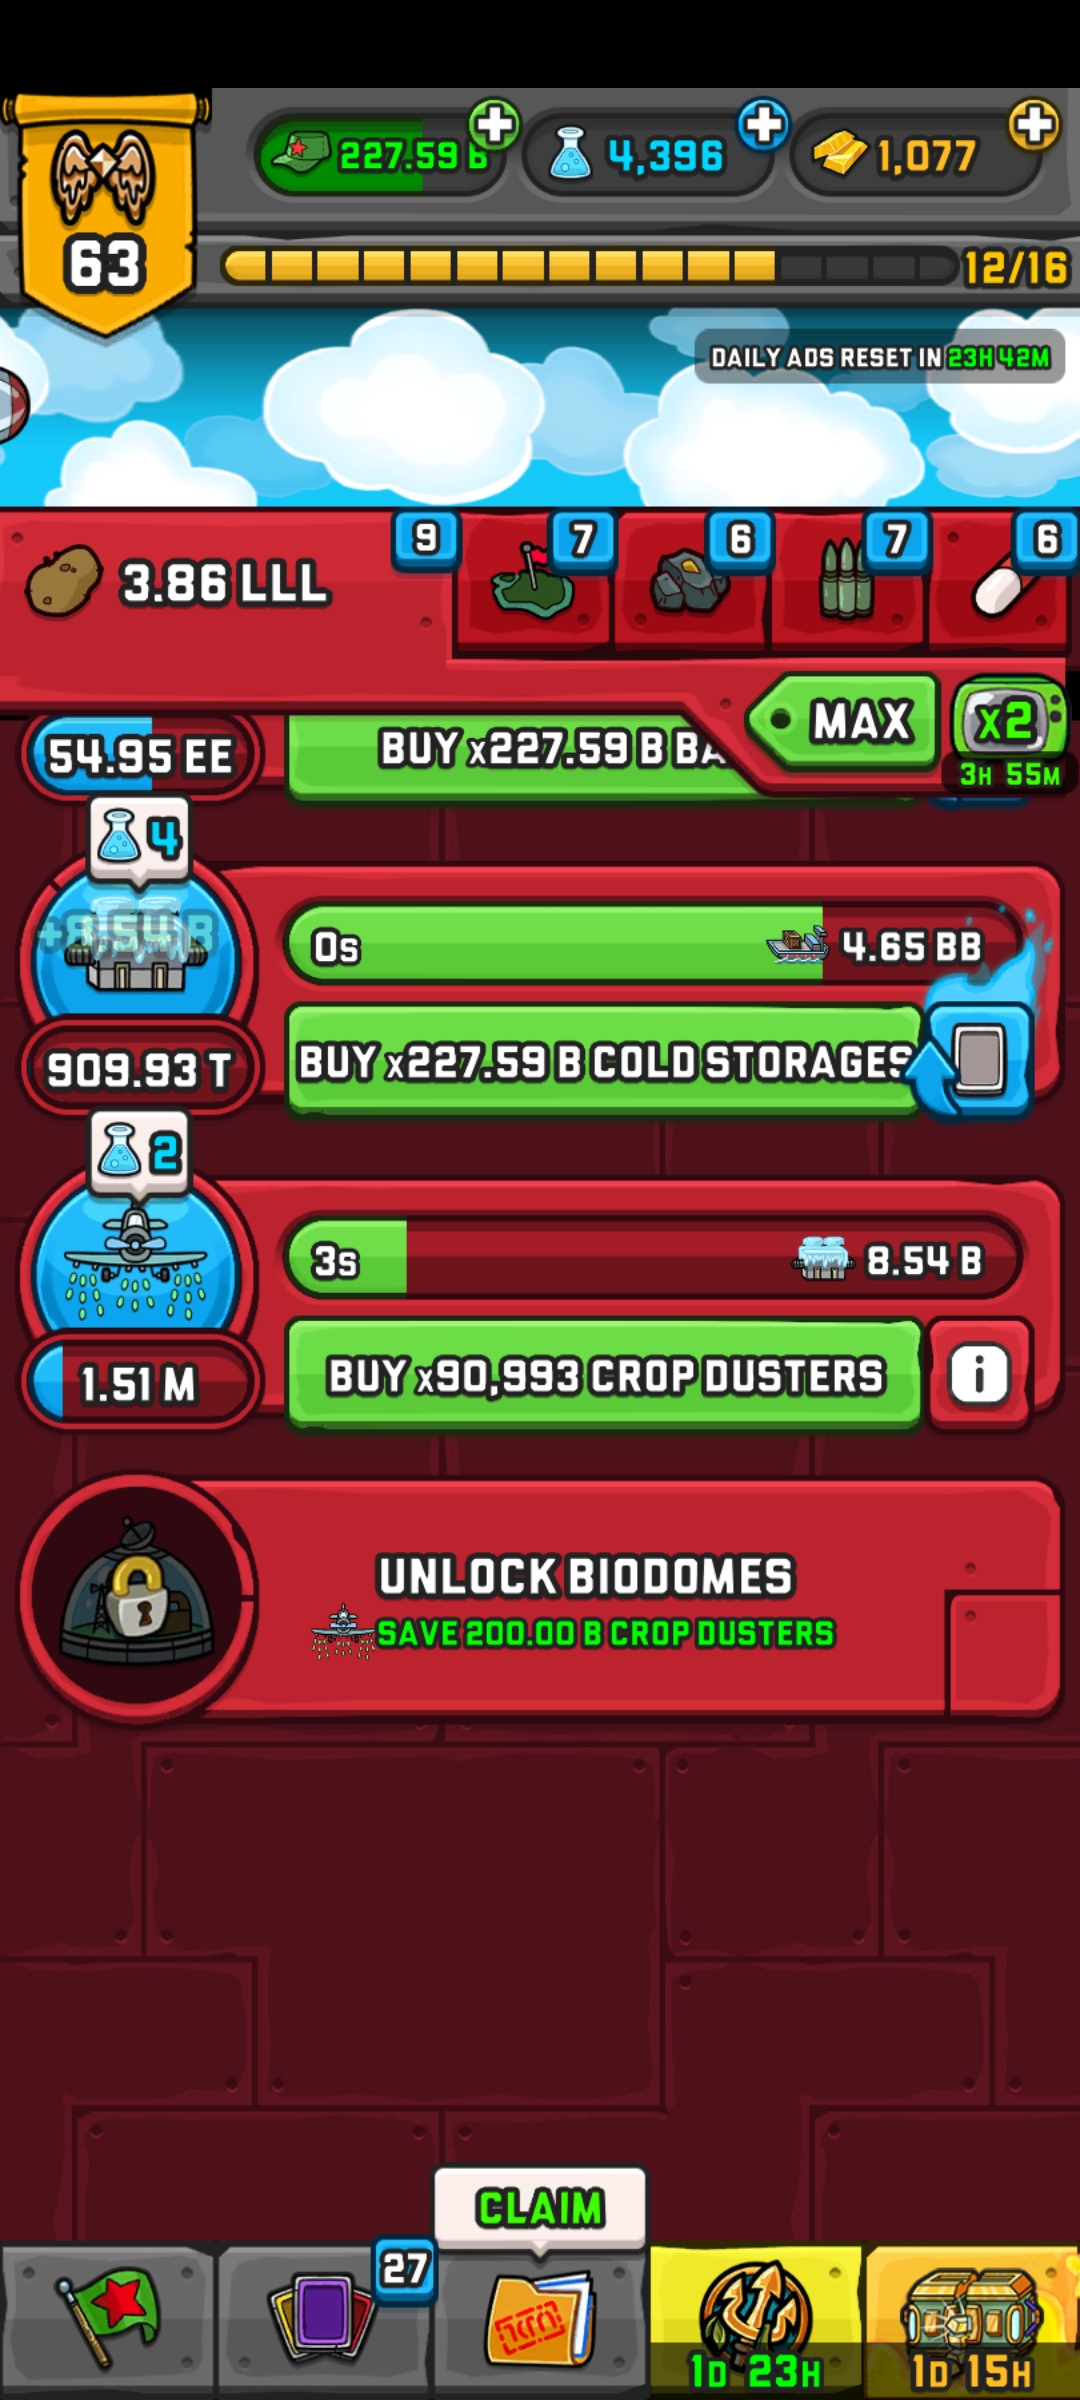 227.59 B
4,396
1,077
63
12/16
DAILY ADS RESET IN 23H 42M
3.86 LLL
9
7
6
7
6
MAX
x2
3H 55M
54.95 EE
BUY x227.59 B BA
4
+8.54 B
0s
4.65 BB
909.93 T
BUY x227.59 B COLD STORAGES
2
3s
8.54 B
1.51 M
BUY x90,993 CROP DUSTERS
i
UNLOCK BIODOMES
SAVE 200.00 B CROP DUSTERS
CLAIM
27
1D 23H
1D 15H